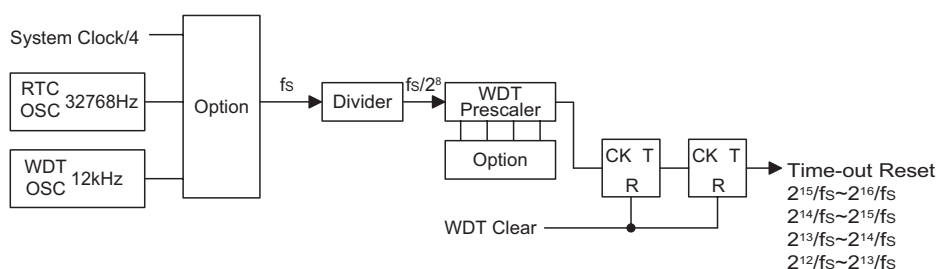 System Clock/4
RTC
OSC 32768Hz
WDT
OSC 12kHz
Option
fs
Divider
fs/2⁸
WDT
Prescaler
Option
CK T
R
CK T
R
WDT Clear
Time-out Reset
2¹⁵/fs~2¹⁶/fs
2¹⁴/fs~2¹⁵/fs
2¹³/fs~2¹⁴/fs
2¹²/fs~2¹³/fs